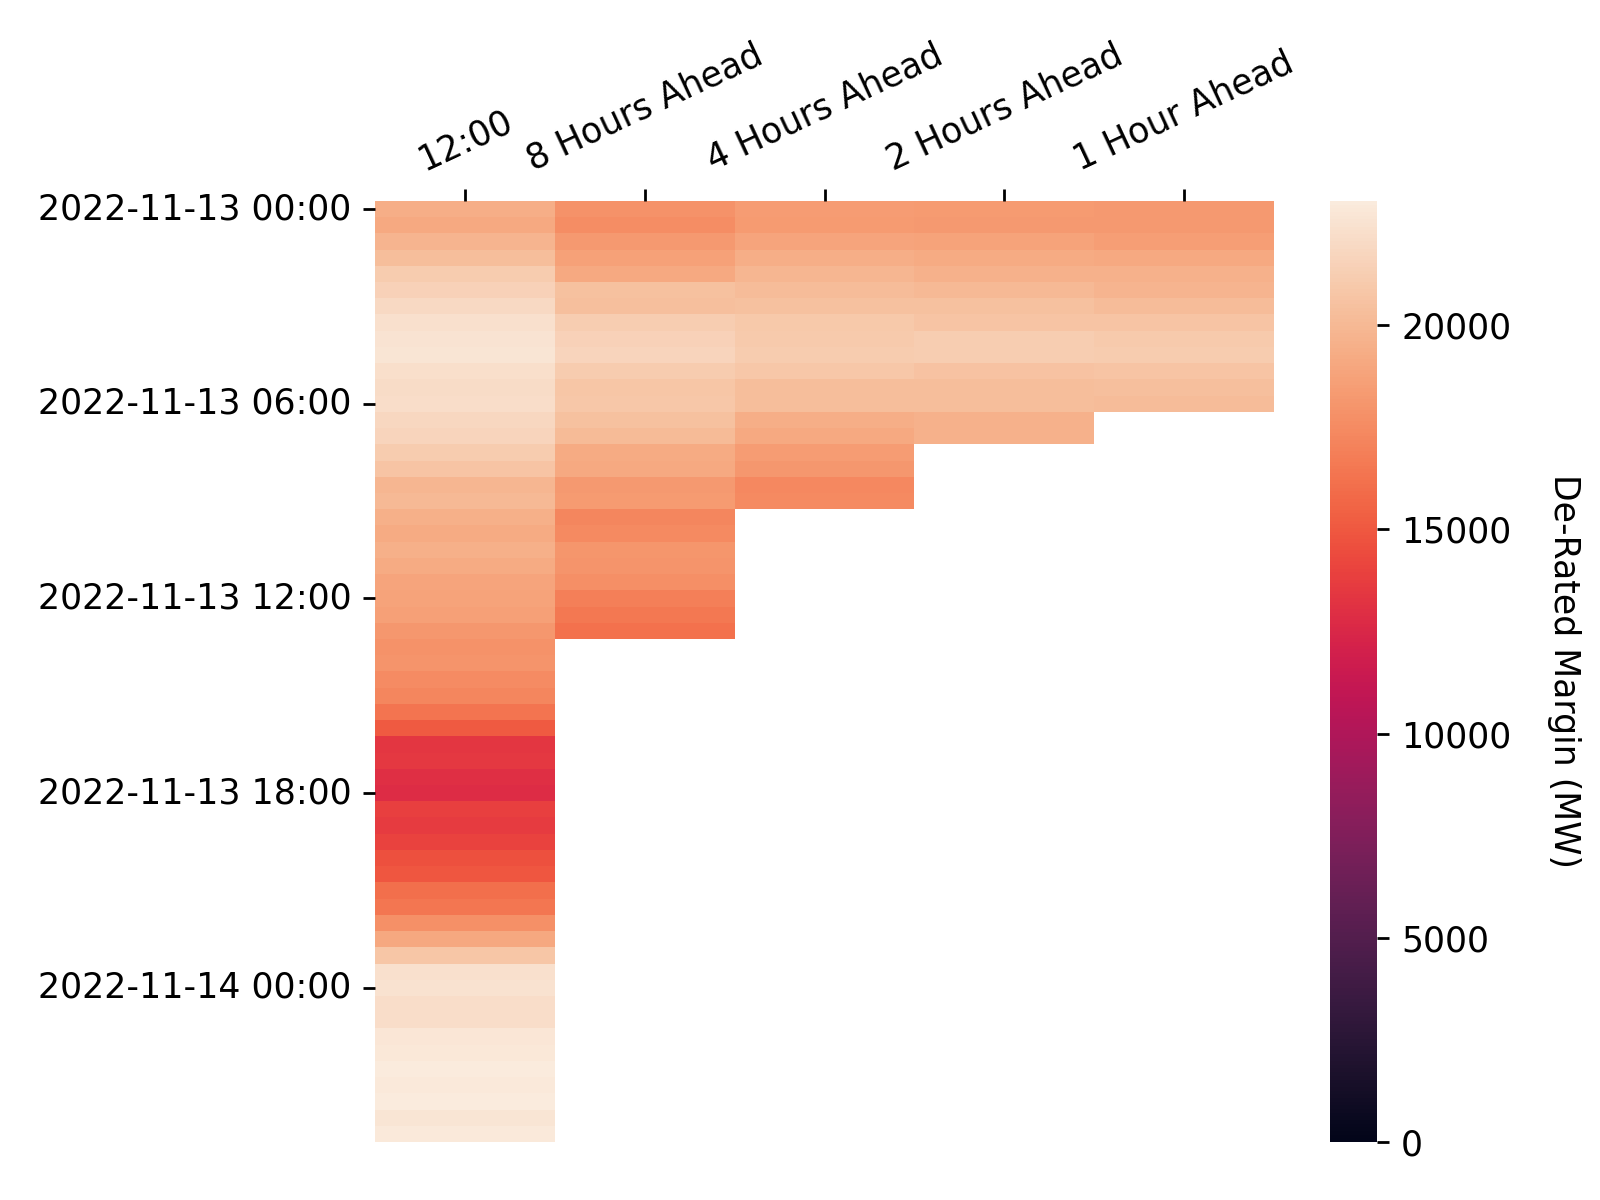 12:00
8 Hours Ahead
4 Hours Ahead
2 Hours Ahead
1 Hour Ahead
2022-11-13 00:00
2022-11-13 06:00
2022-11-13 12:00
2022-11-13 18:00
2022-11-14 00:00
20000
15000
10000
5000
0
De-Rated Margin (MW)